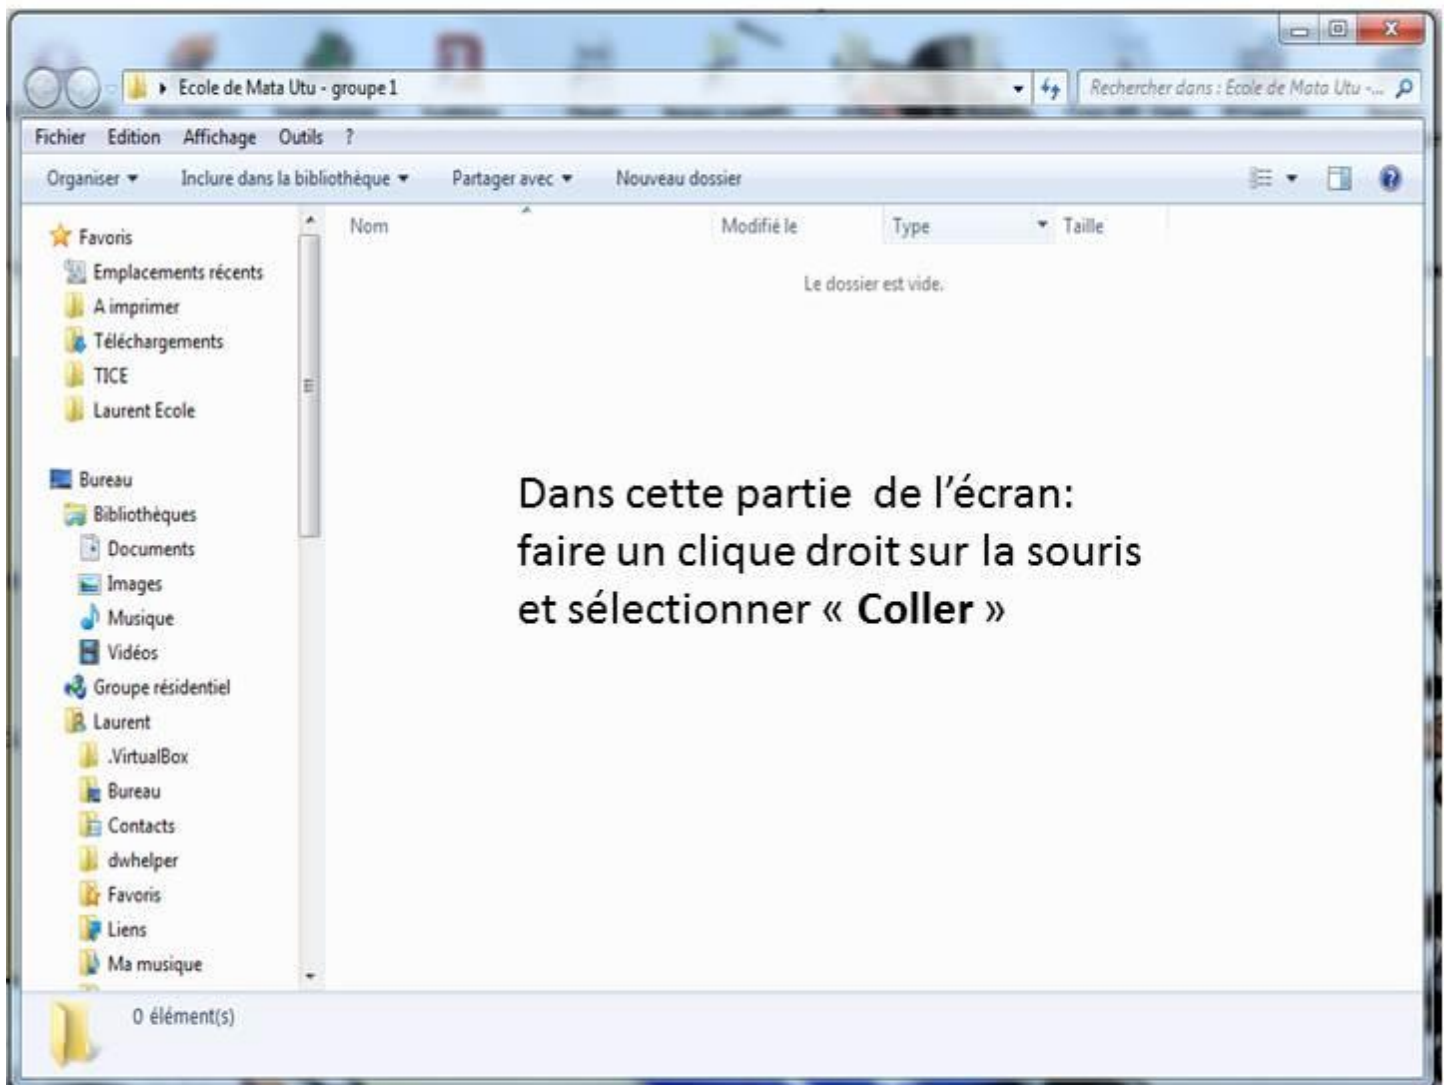 Ecole de Mata Utu - groupe 1
Rechercher dans : Ecole de Mata Utu -...
Fichier Edition Affichage Outils ?
Organiser Inclure dans la bibliothèque Partager avec Nouveau dossier
Nom Modifié le Type Taille
Le dossier est vide.
Favoris
Emplacements récents
A imprimer
Téléchargements
TICE
Laurent Ecole
Bureau
Bibliothèques
Documents
Images
Musique
Vidéos
Groupe résidentiel
Laurent
.VirtualBox
Bureau
Contacts
dwhelper
Favoris
Liens
Ma musique
Dans cette partie de l’écran:
faire un clique droit sur la souris
et sélectionner « Coller »
0 élément(s)